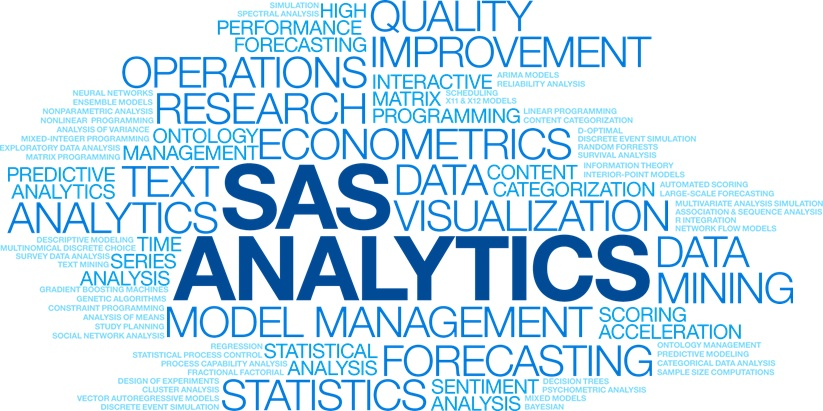 SIMULATION
SPECTRAL ANALYSIS
HIGH
PERFORMANCE
FORECASTING
QUALITY
IMPROVEMENT
OPERATIONS
RESEARCH
INTERACTIVE
MATRIX
PROGRAMMING
ARIMA MODELS
RELIABILITY ANALYSIS
SCHEDULING
X11 & X12 MODELS
LINEAR PROGRAMMING
CONTENT CATEGORIZATION
NEURAL NETWORKS
ENSEMBLE MODELS
NONPARAMETRIC ANALYSIS
NONLINEAR PROGRAMMING
ANALYSIS OF VARIANCE
MIXED-INTEGER PROGRAMMING
EXPLORATORY DATA ANALYSIS
MATRIX PROGRAMMING
ONTOLOGY
MANAGEMENT
ECONOMETRICS
D-OPTIMAL
DISCRETE EVENT SIMULATION
RANDOM FORRESTS
SURVIVAL ANALYSIS
INFORMATION THEORY
INTERIOR-POINT MODELS
PREDICTIVE
ANALYTICS
TEXT
ANALYTICS
SAS
ANALYTICS
DATA
VISUALIZATION
CONTENT
CATEGORIZATION
AUTOMATED SCORING
LARGE-SCALE FORECASTING
MULTIVARIATE ANALYSIS SIMULATION
ASSOCIATION & SEQUENCE ANALYSIS
R INTEGRATION
NETWORK FLOW MODELS
DESCRIPTIVE MODELING
MULTINOMICAL DISCRETE CHOICE
SURVEY DATA ANALYSIS
TEXT MINING
TIME
SERIES
ANALYSIS
DATA
MINING
GRADIENT BOOSTING MACHINES
GENETIC ALGORITHMS
CONSTRAINT PROGRAMMING
ANALYSIS OF MEANS
STUDY PLANNING
SOCIAL NETWORK ANALYSIS
MODEL MANAGEMENT
SCORING
ACCELERATION
REGRESSION
STATISTICAL PROCESS CONTROL
PROCESS CAPABILITY ANALYSIS
FRACTIONAL FACTORIAL
STATISTICAL
ANALYSIS
FORECASTING
ONTOLOGY MANAGEMENT
PREDICTIVE MODELING
CATEGORICAL DATA ANALYSIS
SAMPLE SIZE COMPUTATIONS
DESIGN OF EXPERIMENTS
CLUSTER ANALYSIS
VECTOR AUTOREGRESSIVE MODELS
DISCRETE EVENT SIMULATION
STATISTICS
SENTIMENT
ANALYSIS
DECISION TREES
PSYCHOMETRIC ANALYSIS
MIXED MODELS
BAYESIAN